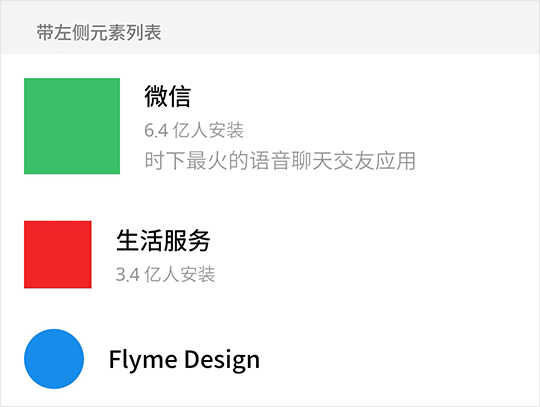 带左侧元素列表
微信
6.4 亿人安装
时下最火的语音聊天交友应用
生活服务
3.4 亿人安装
Flyme Design